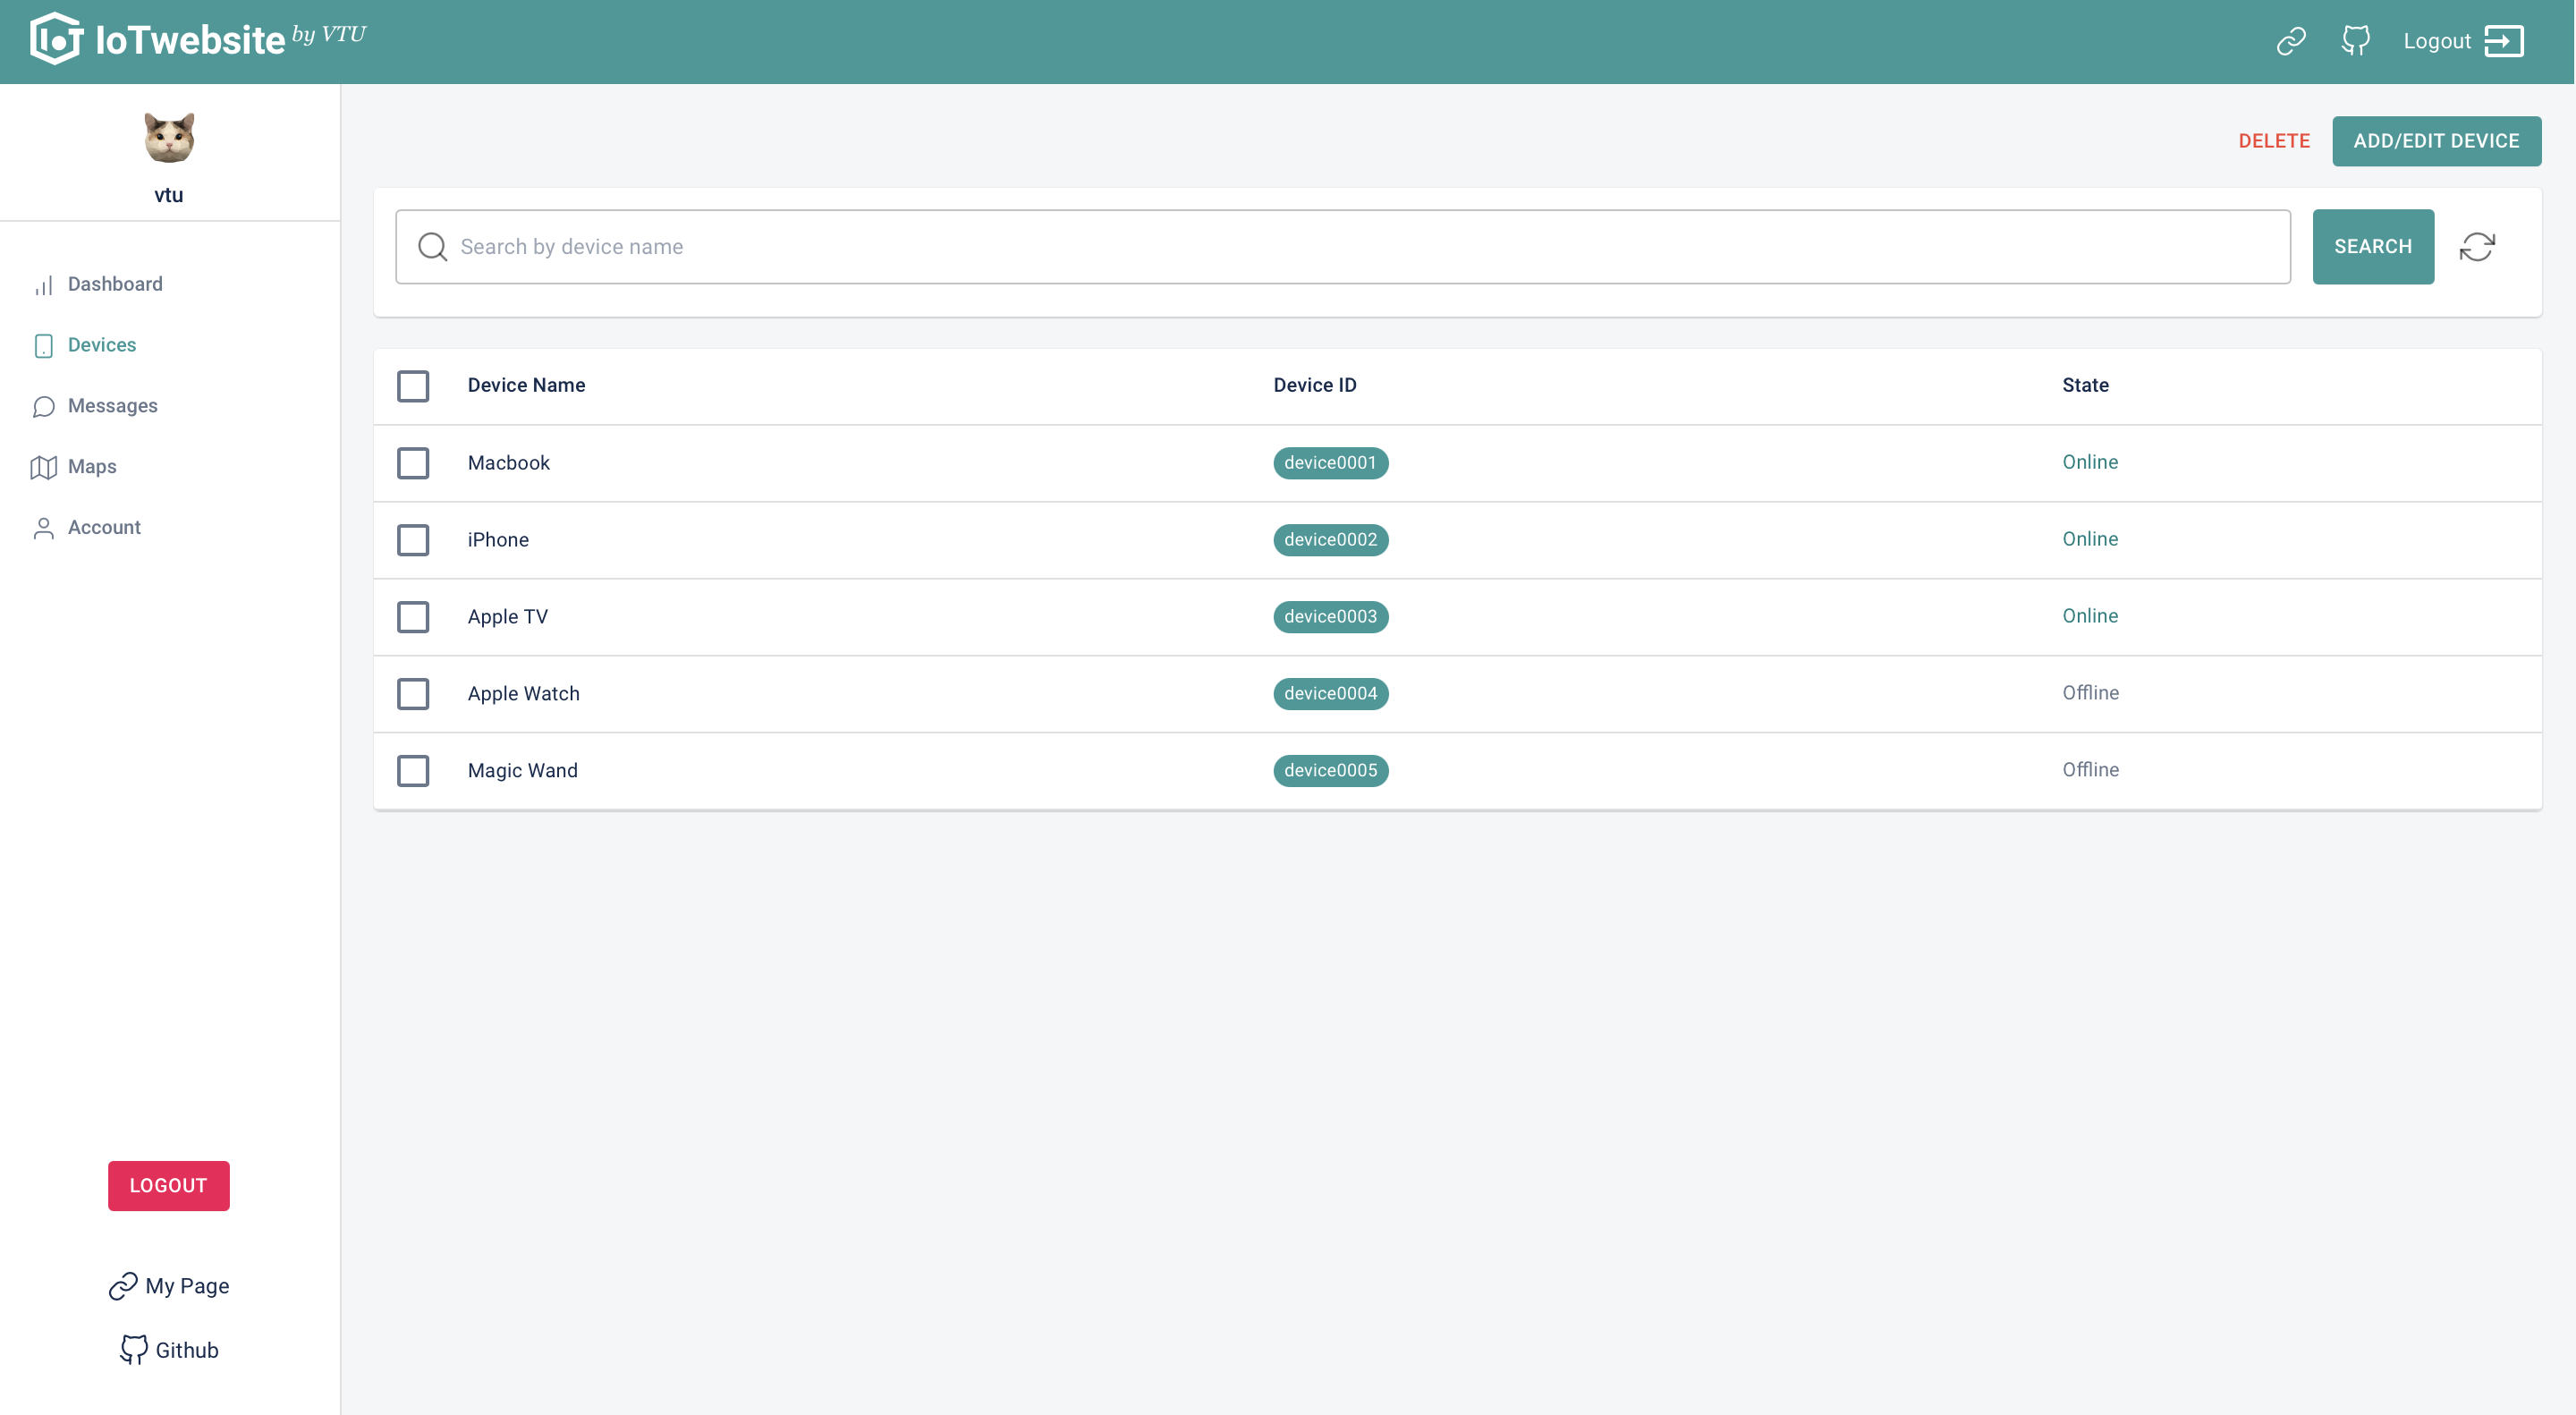 IoT IoTwebsite by VTU
Logout
vtu
Dashboard
Devices
Messages
Maps
Account
LOGOUT
My Page
Github
DELETE
ADD/EDIT DEVICE
Search by device name
SEARCH
Device Name Device ID State
Macbook device0001 Online
iPhone device0002 Online
Apple TV device0003 Online
Apple Watch device0004 Offline
Magic Wand device0005 Offline